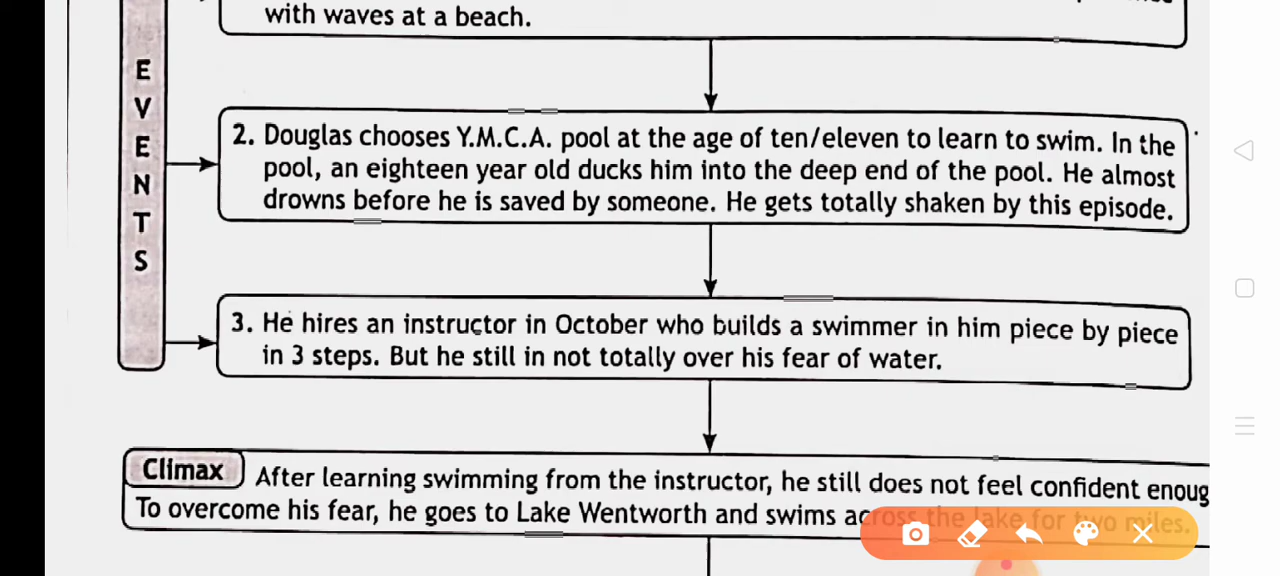 with waves at a beach.
EVENTS
2. Douglas chooses Y.M.C.A. pool at the age of ten/eleven to learn to swim. In the
pool, an eighteen year old ducks him into the deep end of the pool. He almost
drowns before he is saved by someone. He gets totally shaken by this episode.
3. He hires an instructor in October who builds a swimmer in him piece by piece
in 3 steps. But he still in not totally over his fear of water.
Climax After learning swimming from the instructor, he still does not feel confident enoug
To overcome his fear, he goes to Lake Wentworth and swims across the lake for two miles.